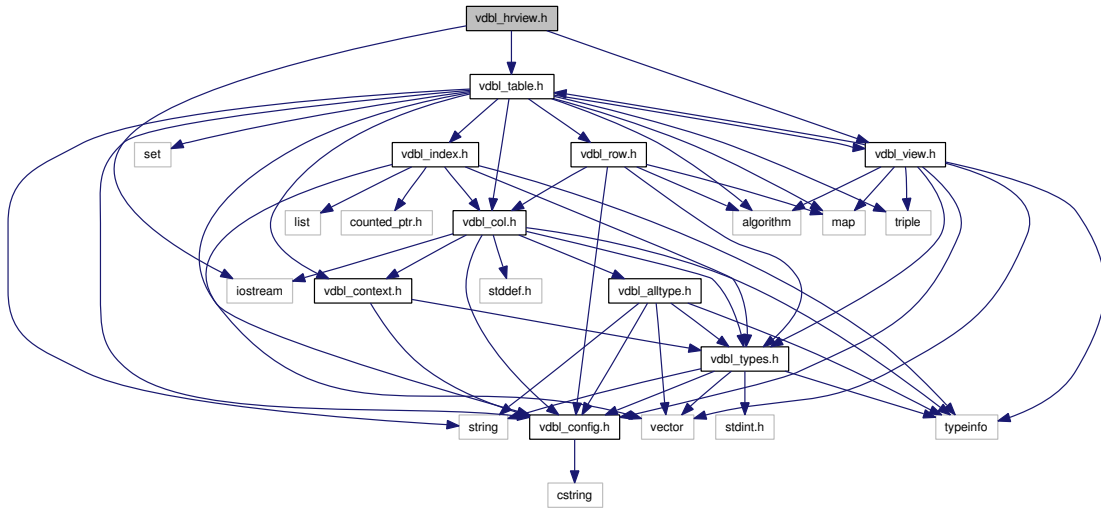 vdbl_hrview.h
vdbl_table.h
set
vdbl_index.h
vdbl_row.h
vdbl_view.h
list
counted_ptr.h
vdbl_col.h
algorithm
map
triple
iostream
vdbl_context.h
stddef.h
vdbl_alltype.h
vdbl_types.h
string
vdbl_config.h
vector
stdint.h
typeinfo
cstring